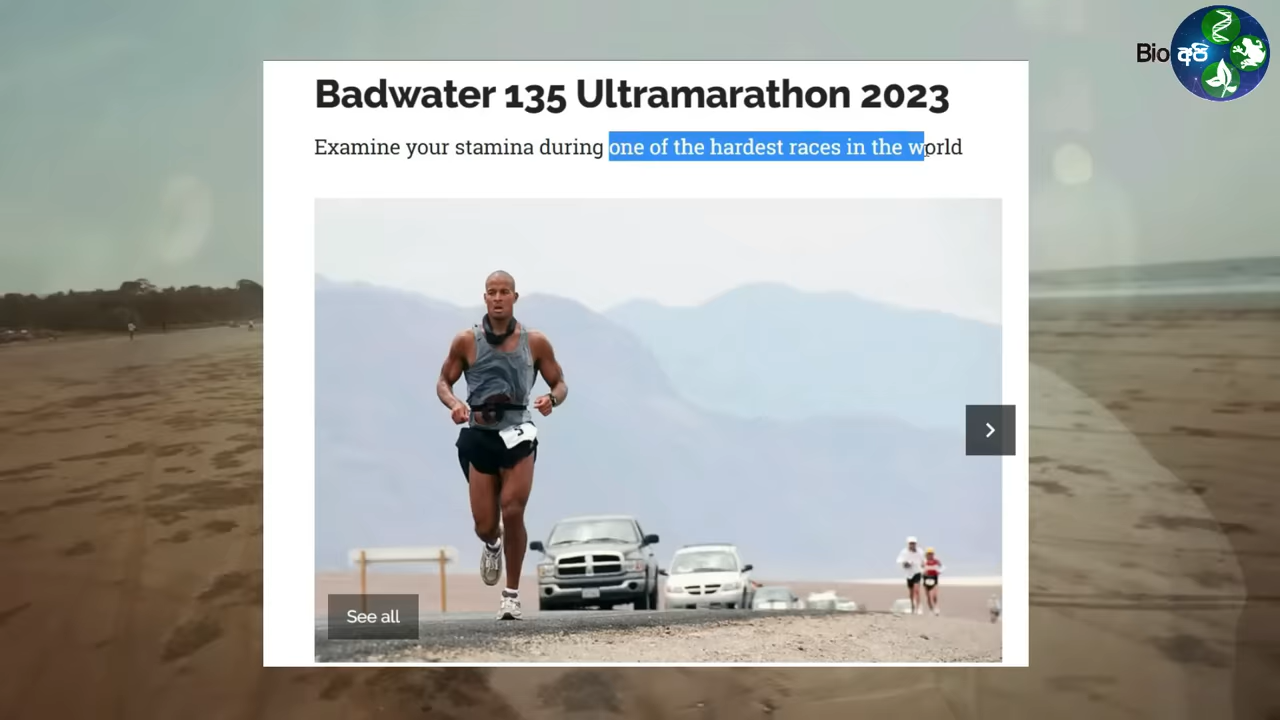 Bio අපි
Badwater 135 Ultramarathon 2023
Examine your stamina during one of the hardest races in the world
See all